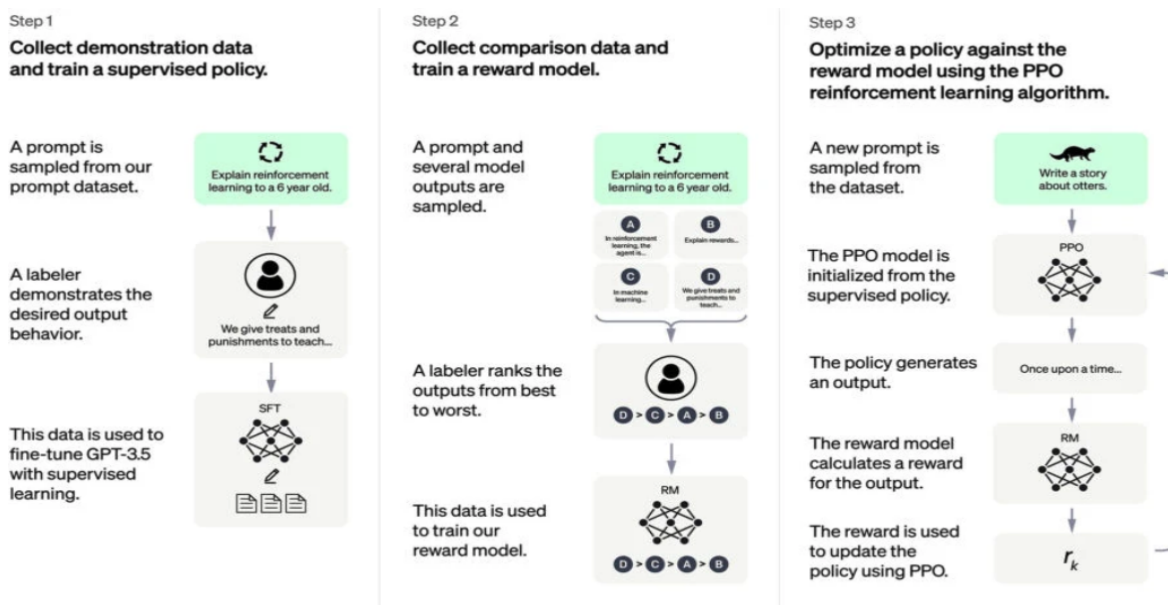 Step 1
Collect demonstration data
and train a supervised policy.
A prompt is
sampled from our
prompt dataset.
Explain reinforcement
learning to a 6 year old.
A labeler
demonstrates the
desired output
behavior.
We give treats and
punishments to teach...
This data is used to
fine-tune GPT-3.5
with supervised
learning.
SFT
Step 2
Collect comparison data and
train a reward model.
A prompt and
several model
outputs are
sampled.
Explain reinforcement
learning to a 6 year old.
A
In reinforcement
learning, the
agent is...
B
Explain rewards...
C
In machine
learning...
D
We give treats and
punishments to
teach...
A labeler ranks the
outputs from best
to worst.
D > C > A > B
This data is used
to train our
reward model.
RM
D > C > A > B
Step 3
Optimize a policy against the
reward model using the PPO
reinforcement learning algorithm.
A new prompt is
sampled from
the dataset.
Write a story
about otters.
The PPO model is
initialized from the
supervised policy.
PPO
The policy generates
an output.
Once upon a time...
The reward model
calculates a reward
for the output.
RM
The reward is used
to update the
policy using PPO.
rk